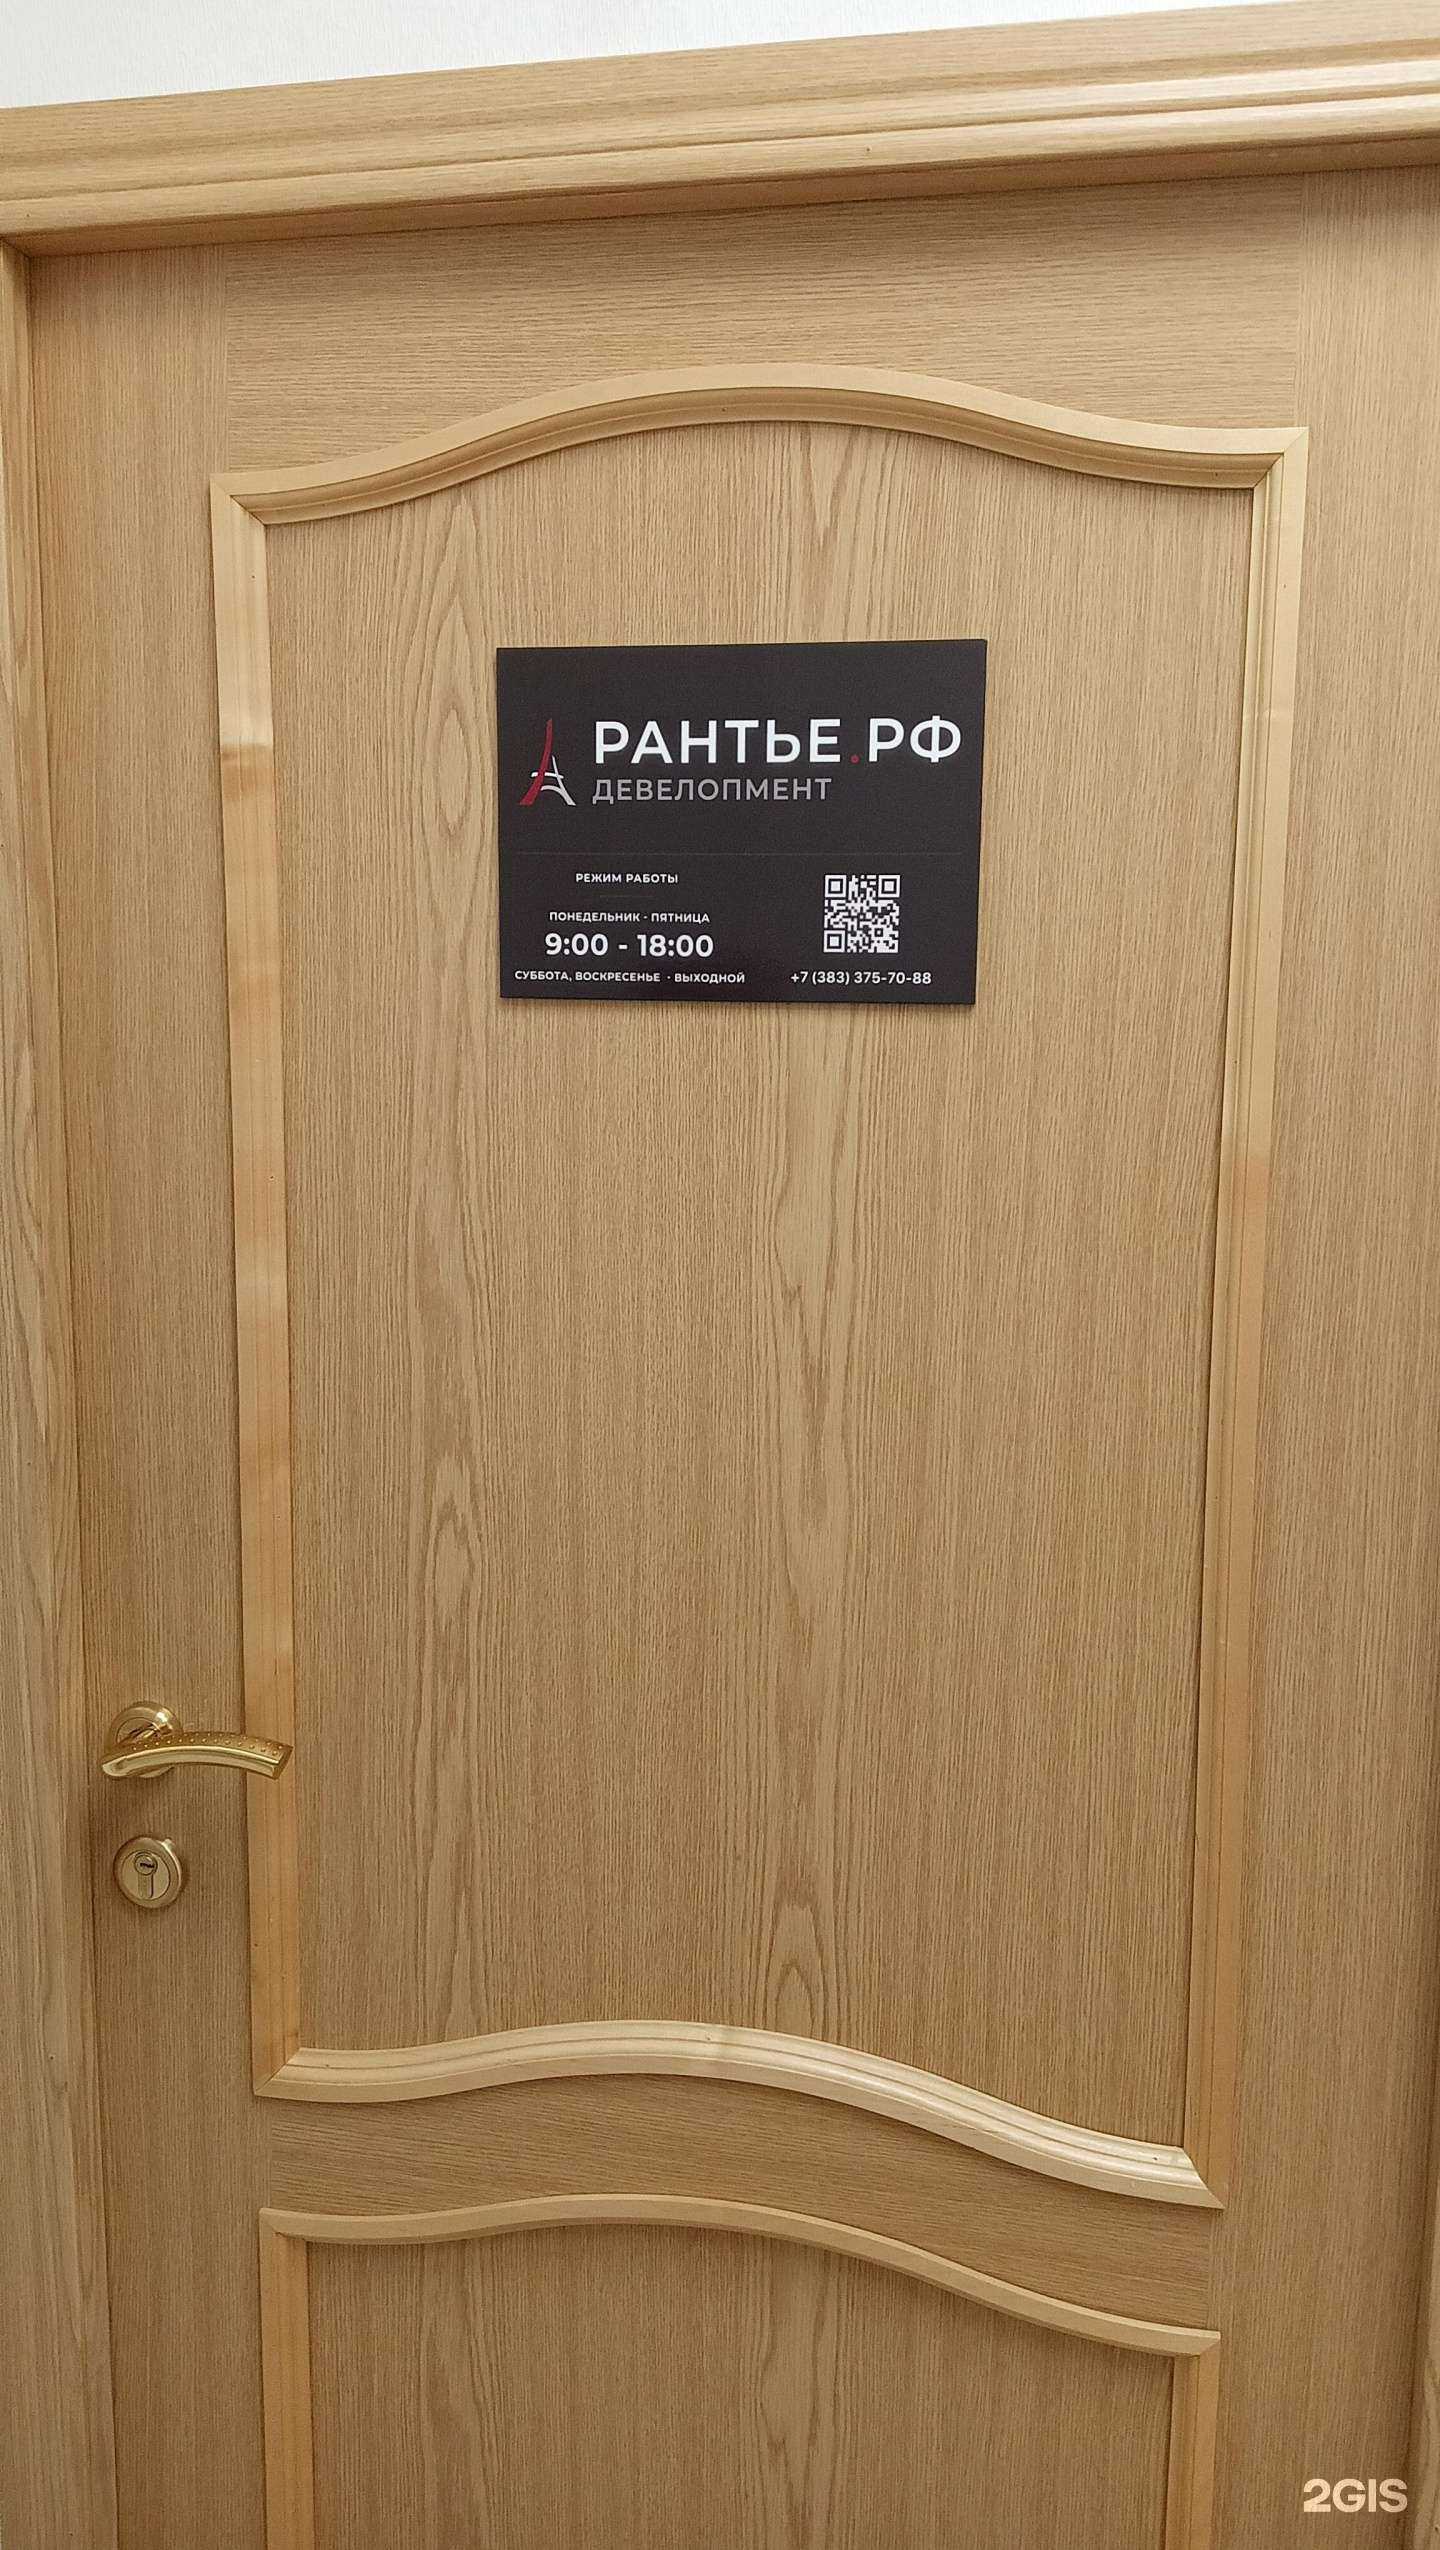 РАНТЬЕ.РФ
ДЕВЕЛОПМЕНТ
РЕЖИМ РАБОТЫ
ПОНЕДЕЛЬНИК - ПЯТНИЦА
9:00 - 18:00
СУББОТА, ВОСКРЕСЕНЬЕ - ВЫХОДНОЙ
+7 (383) 375-70-88
2GIS